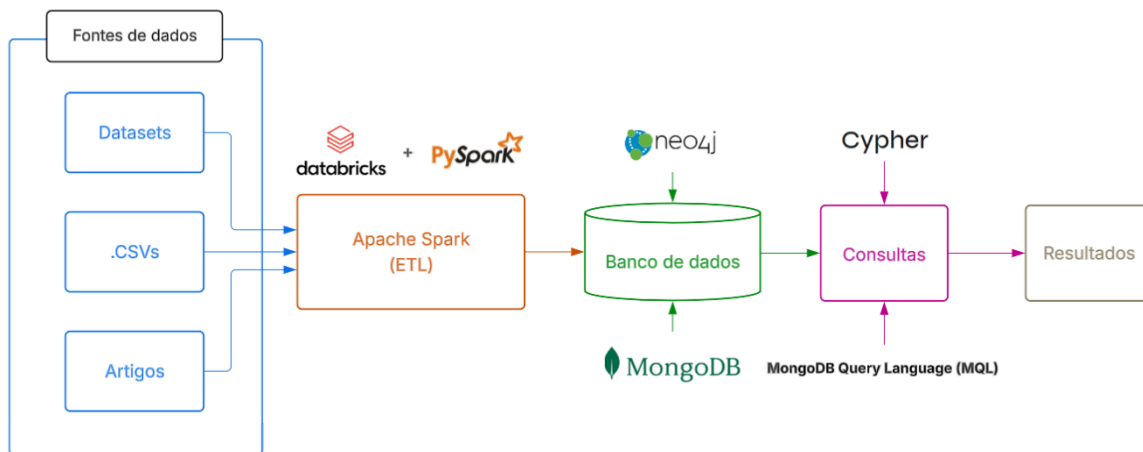 Fontes de dados
Datasets
.CSVs
Artigos
databricks
+
PySpark
Apache Spark
(ETL)
neo4j
Banco de dados
MongoDB
Cypher
Consultas
MongoDB Query Language (MQL)
Resultados